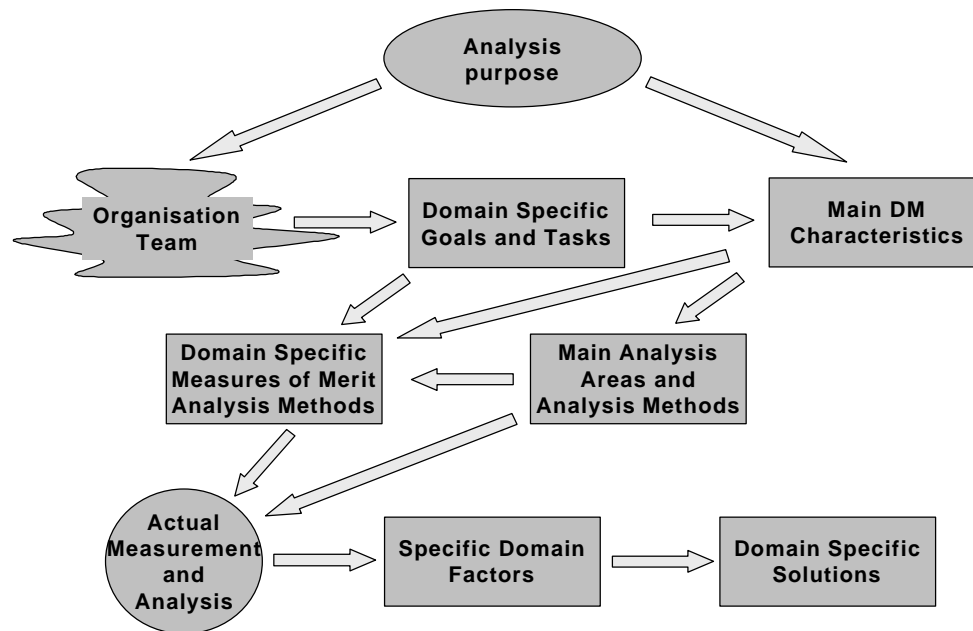 Analysis
purpose
Organisation
Team
Domain Specific
Goals and Tasks
Main DM
Characteristics
Domain Specific
Measures of Merit
Analysis Methods
Main Analysis
Areas and
Analysis Methods
Actual
Measurement
and
Analysis
Specific Domain
Factors
Domain Specific
Solutions